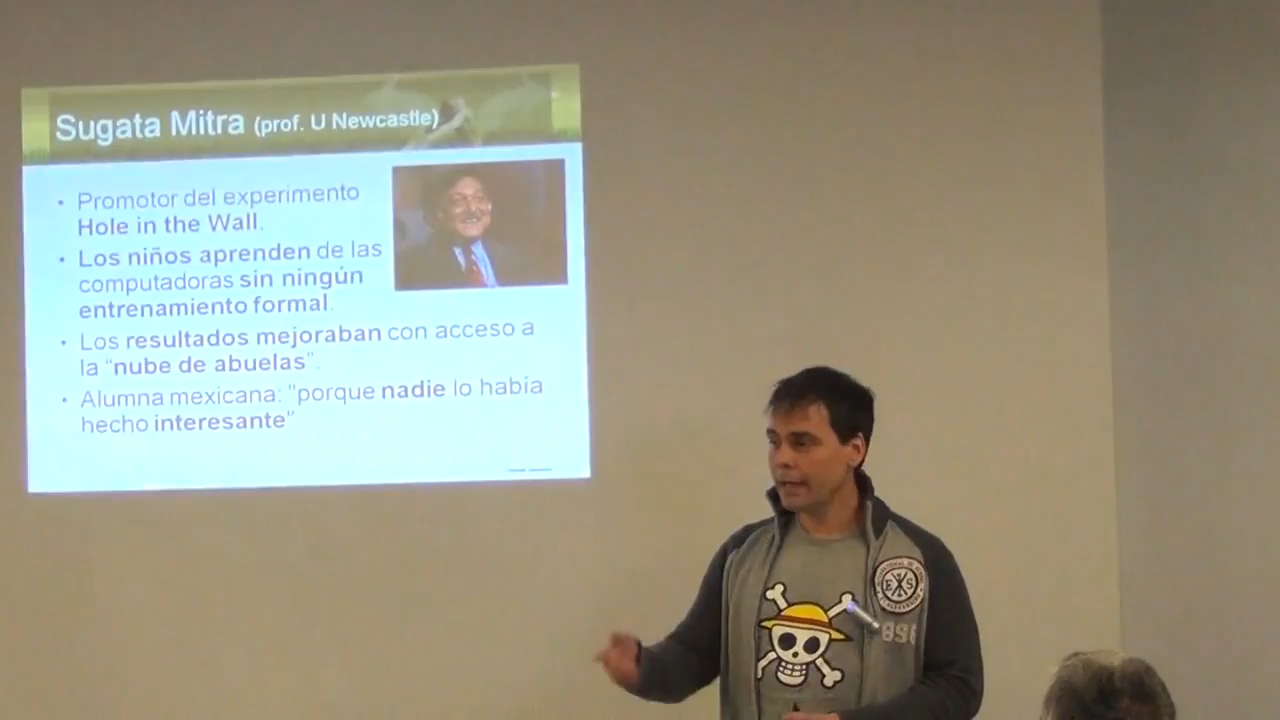 Sugata Mitra (prof. U Newcastle)
• Promotor del experimento
Hole in the Wall.
• Los niños aprenden de las
computadoras sin ningún
entrenamiento formal.
• Los resultados mejoraban con acceso a
la “nube de abuelas”.
• Alumna mexicana: "porque nadie lo había
hecho interesante"
E S